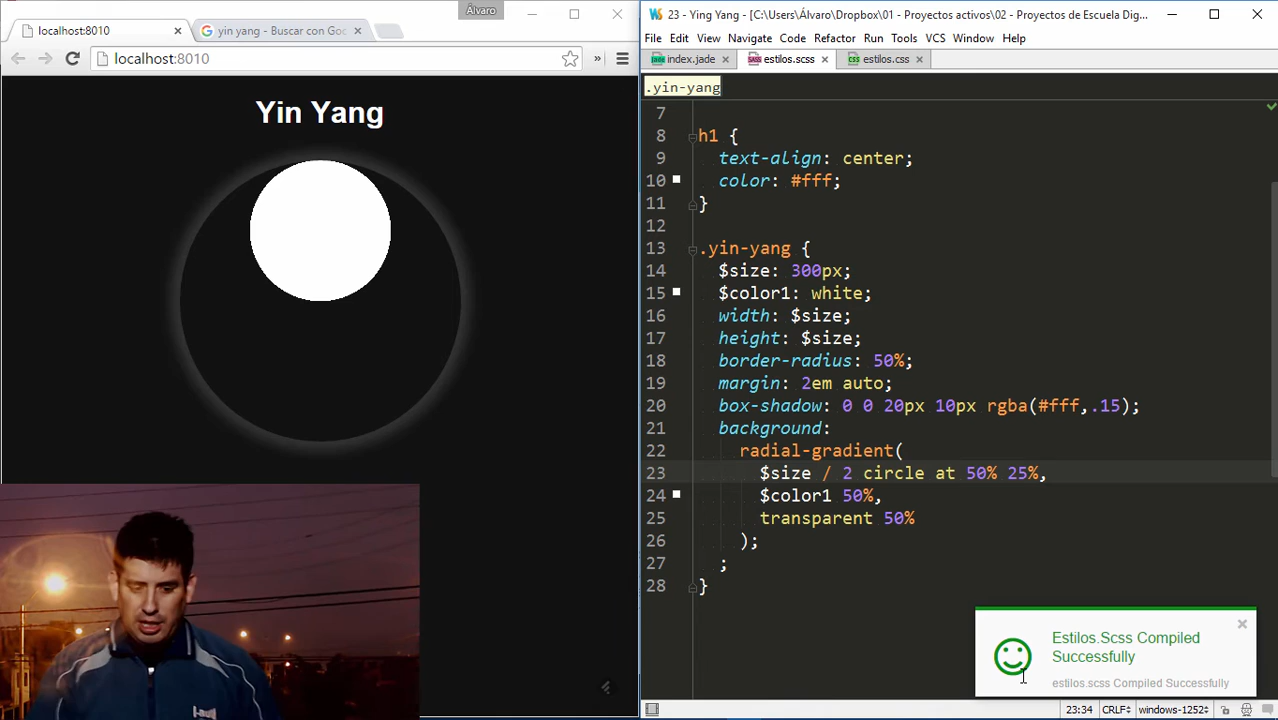 Álvaro
localhost:8010
yin yang - Buscar con Goo
localhost:8010
»
Yin Yang
23 - Ying Yang - [C:\Users\Álvaro\Dropbox\01 - Proyectos activos\02 - Proyectos de Escuela Dig...
File Edit View Navigate Code Refactor Run Tools VCS Window Help
index.jade
estilos.scss
estilos.css
.yin-yang
7
8 h1 {
9 text-align: center;
10 color: #fff;
11 }
12
13 .yin-yang {
14 $size: 300px;
15 $color1: white;
16 width: $size;
17 height: $size;
18 border-radius: 50%;
19 margin: 2em auto;
20 box-shadow: 0 0 20px 10px rgba(#fff,.15);
21 background:
22 radial-gradient(
23 $size / 2 circle at 50% 25%,
24 $color1 50%,
25 transparent 50%
26 );
27 ;
28 }
Estilos.Scss Compiled
Successfully
estilos.scss Compiled Successfully
23:34 CRLF÷ windows-1252÷